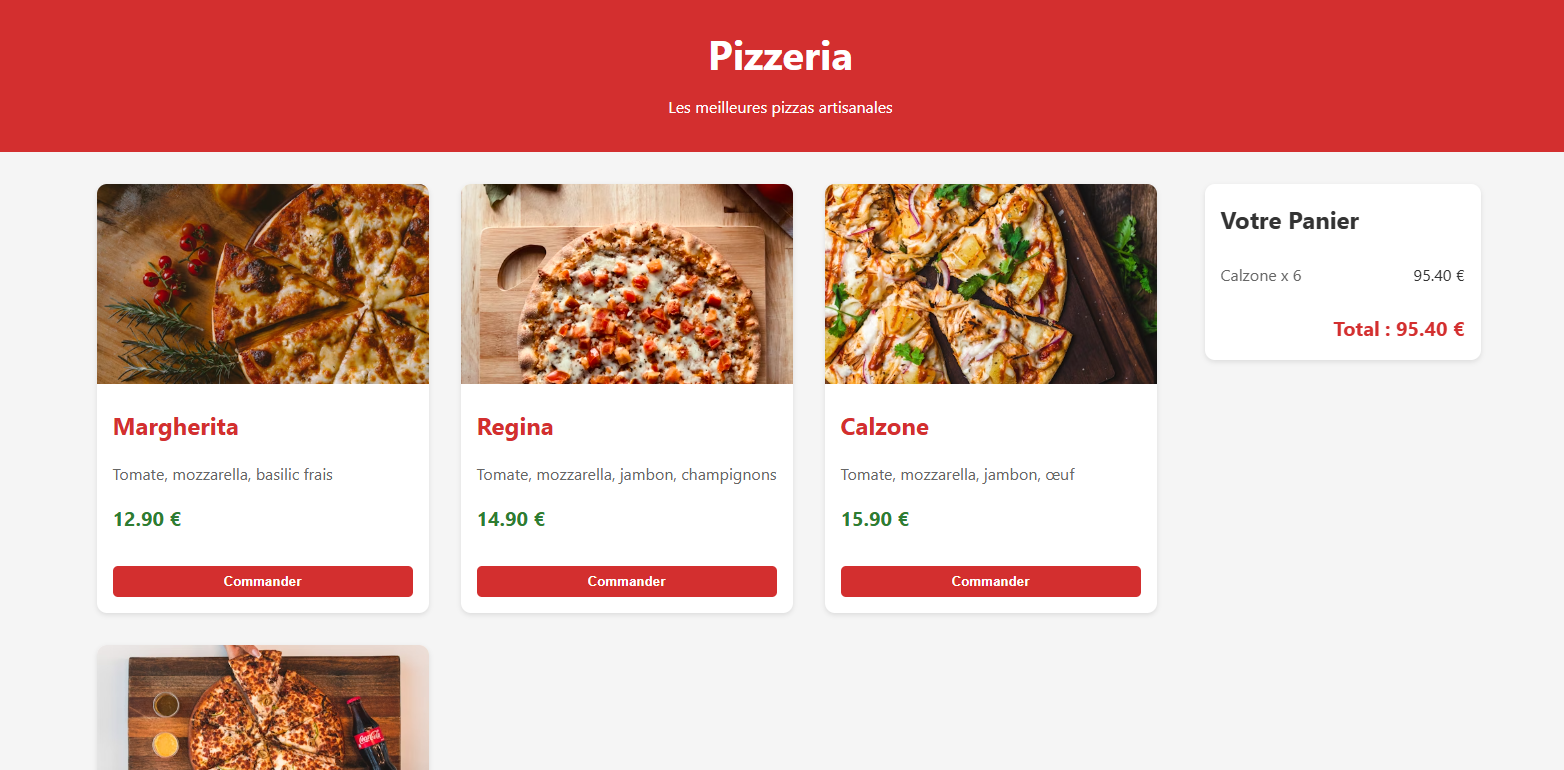 Pizzeria
Les meilleures pizzas artisanales
Margherita
Tomate, mozzarella, basilic frais
12.90 €
Commander
Regina
Tomate, mozzarella, jambon, champignons
14.90 €
Commander
Calzone
Tomate, mozzarella, jambon, œuf
15.90 €
Commander
Votre Panier
Calzone x 6 95.40 €
Total : 95.40 €
Coca-Cola